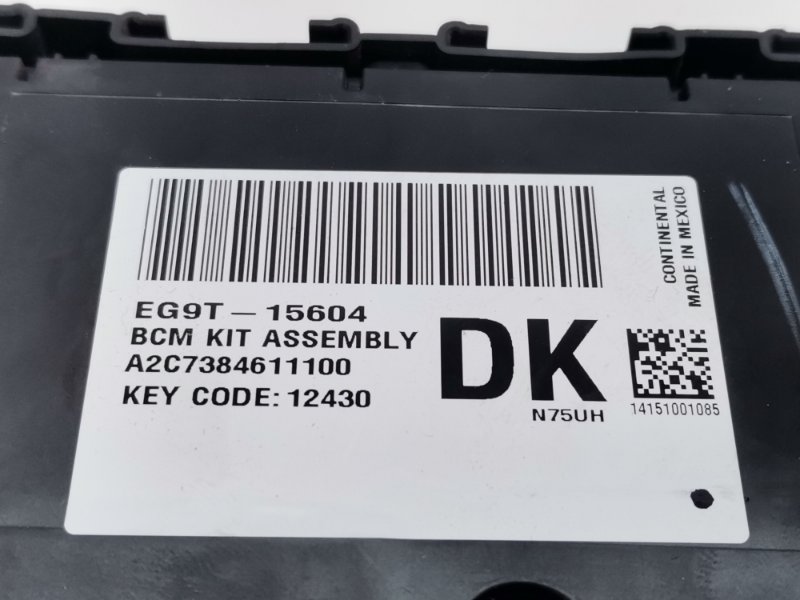 EG9T-15604
BCM KIT ASSEMBLY
A2C7384611100
KEY CODE: 12430
DK
N75UH
CONTINENTAL
MADE IN MEXICO
14151001085